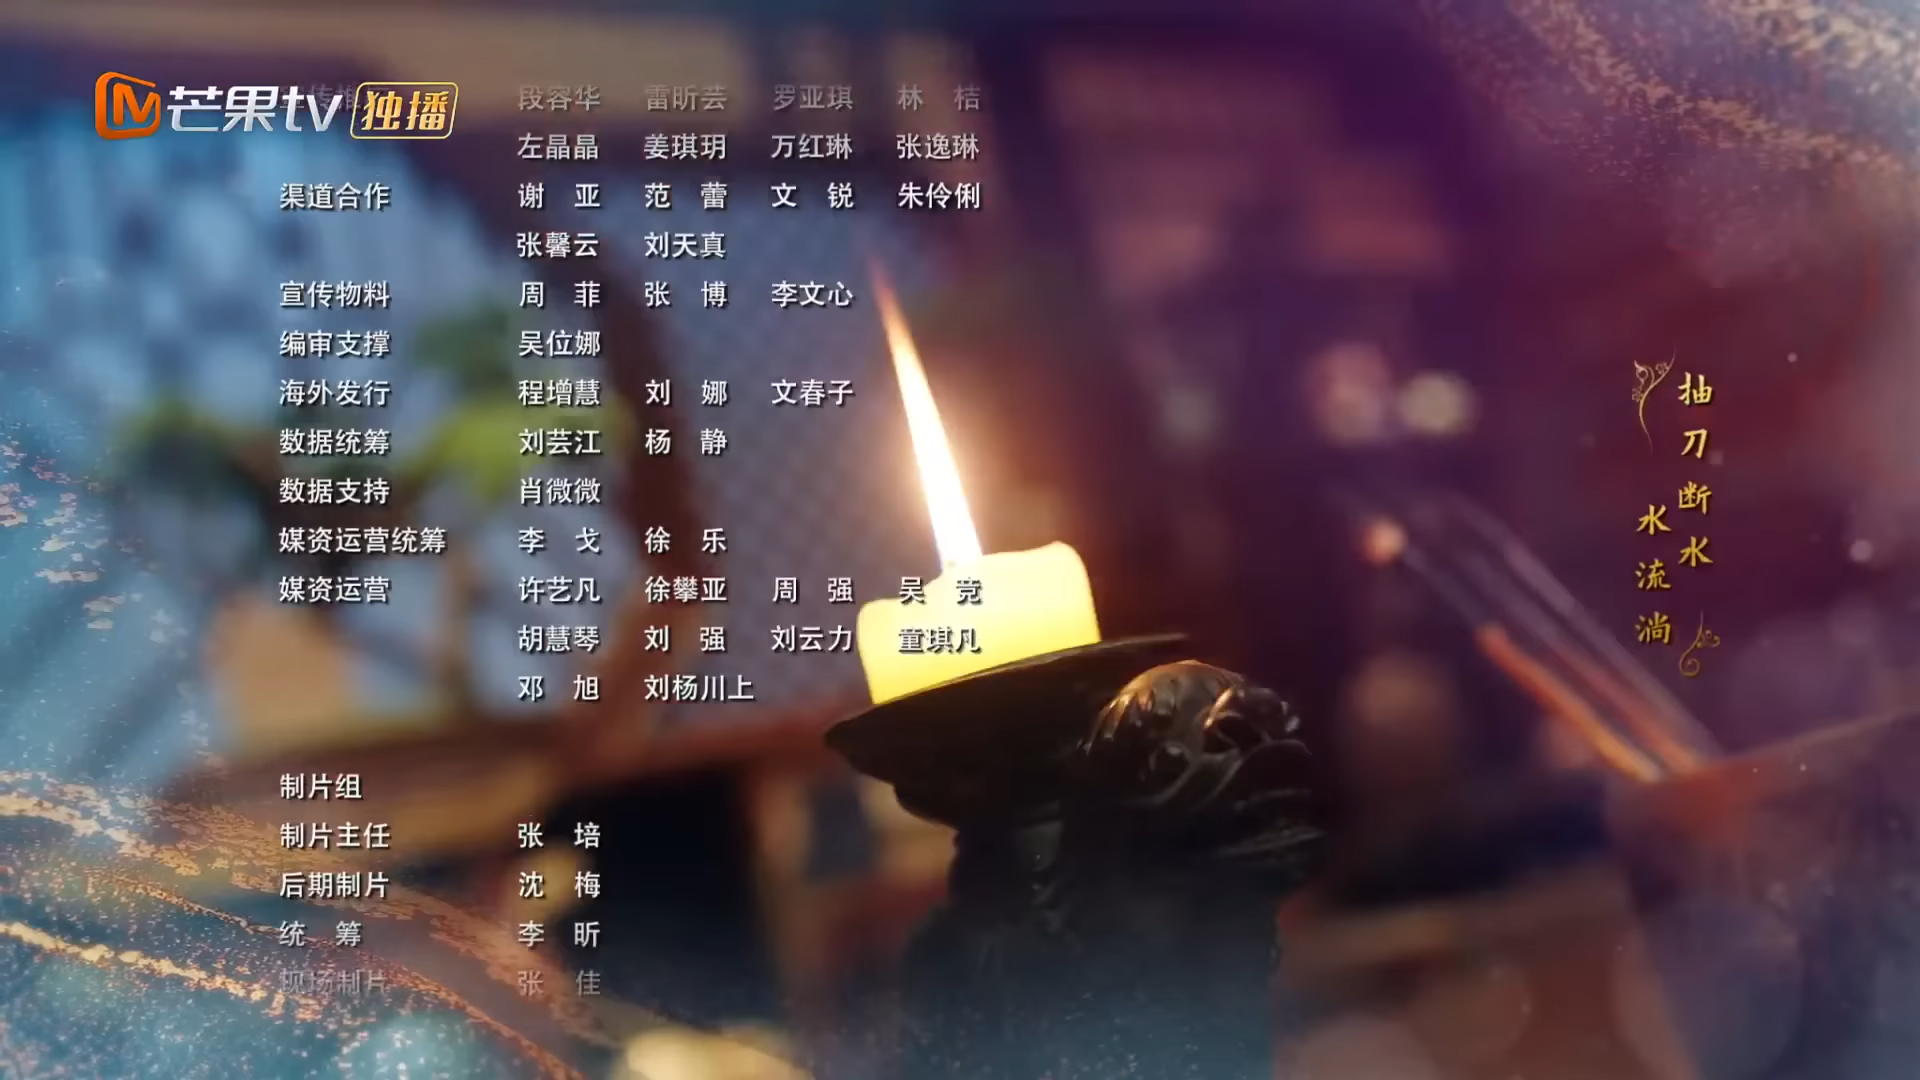 芒果tv 独播
段容华 雷昕芸 罗亚琪 林 桔
左晶晶 姜琪玥 万红琳 张逸琳
渠道合作 谢 亚 范 蕾 文 锐 朱伶俐
张馨云 刘天真
宣传物料 周 菲 张 博 李文心
编审支撑 吴位娜
海外发行 程增慧 刘 娜 文春子
数据统筹 刘芸江 杨 静
数据支持 肖微微
媒资运营统筹 李 戈 徐 乐
媒资运营 许艺凡 徐攀亚 周 强 吴 竞
胡慧琴 刘 强 刘云力 童琪凡
邓 旭 刘杨川上
制片组
制片主任 张 培
后期制片 沈 梅
统 筹 李 昕
现场制片 张 佳
抽刀断水
水流淌